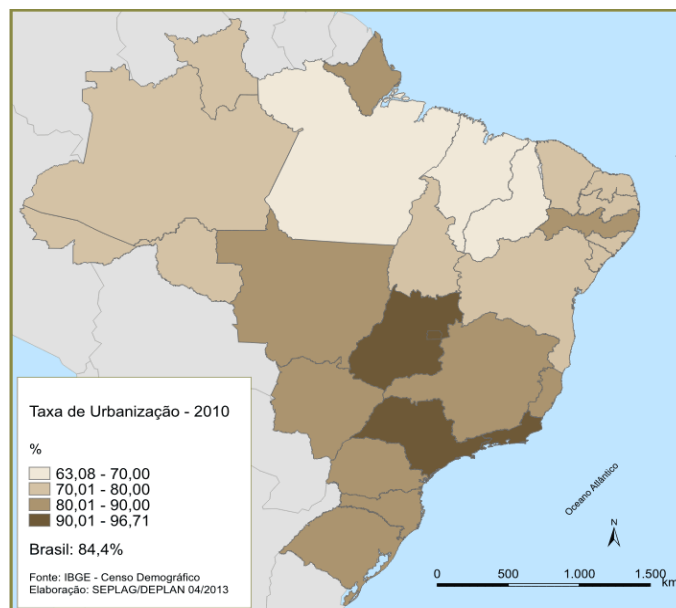 Taxa de Urbanização - 2010
%
63,08 - 70,00
70,01 - 80,00
80,01 - 90,00
90,01 - 96,71
Brasil: 84,4%
Fonte: IBGE - Censo Demográfico
Elaboração: SEPLAG/DEPLAN 04/2013
Oceano Atlântico
N
0 500 1.000 1.500
km